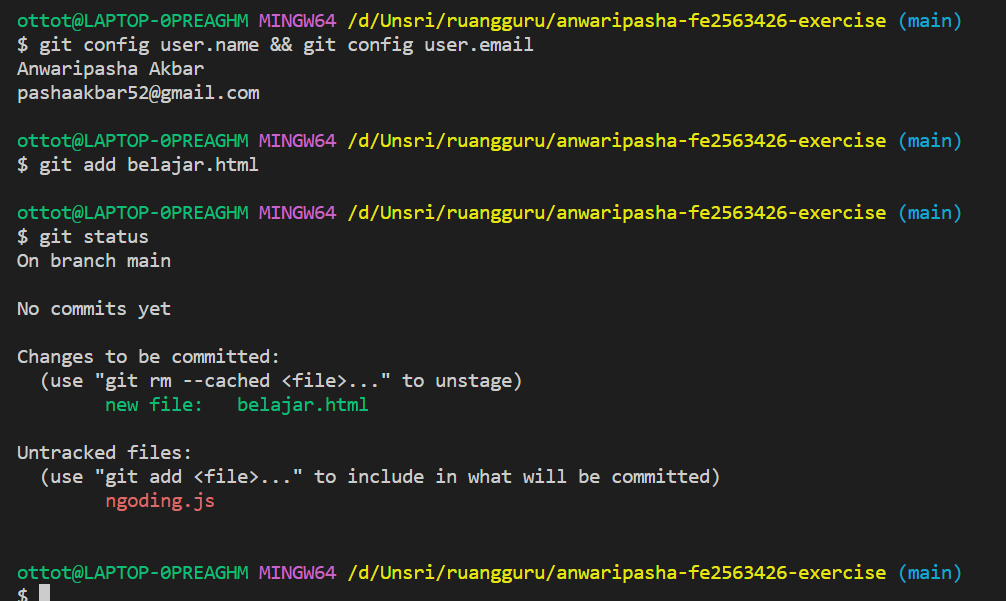 ottot@LAPTOP-0PREAGHM MINGW64 /d/Unsri/ruangguru/anwaripasha-fe2563426-exercise (main)
$ git config user.name && git config user.email
Anwaripasha Akbar
pashaakbar52@gmail.com
ottot@LAPTOP-0PREAGHM MINGW64 /d/Unsri/ruangguru/anwaripasha-fe2563426-exercise (main)
$ git add belajar.html
ottot@LAPTOP-0PREAGHM MINGW64 /d/Unsri/ruangguru/anwaripasha-fe2563426-exercise (main)
$ git status
On branch main
No commits yet
Changes to be committed:
  (use "git rm --cached <file>..." to unstage)
        new file:   belajar.html
Untracked files:
  (use "git add <file>..." to include in what will be committed)
        ngoding.js
ottot@LAPTOP-0PREAGHM MINGW64 /d/Unsri/ruangguru/anwaripasha-fe2563426-exercise (main)
$